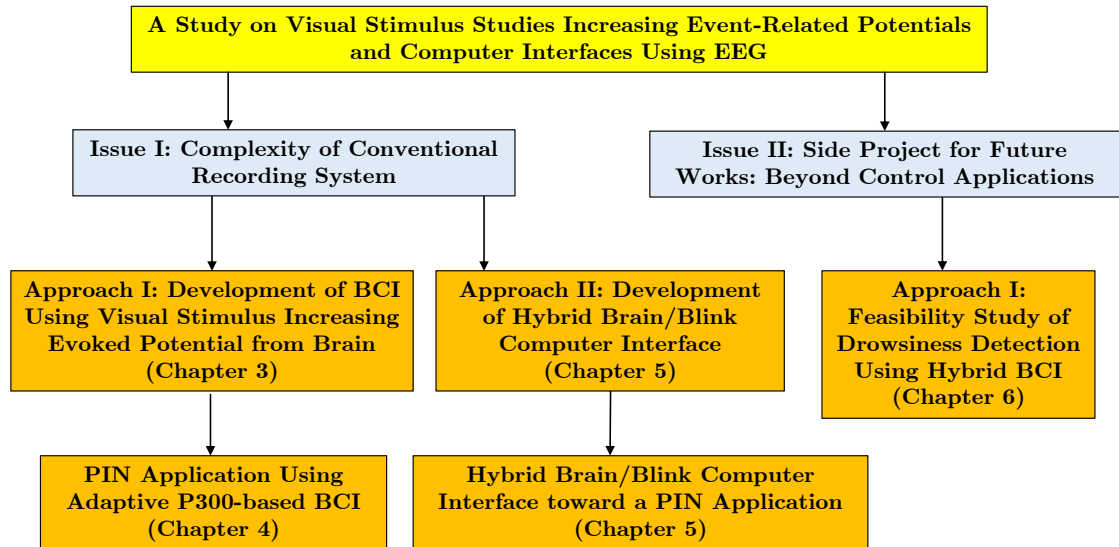 A Study on Visual Stimulus Studies Increasing Event-Related Potentials
and Computer Interfaces Using EEG
Issue I: Complexity of Conventional
Recording System
Issue II: Side Project for Future
Works: Beyond Control Applications
Approach I: Development of BCI
Using Visual Stimulus Increasing
Evoked Potential from Brain
(Chapter 3)
Approach II: Development
of Hybrid Brain/Blink
Computer Interface
(Chapter 5)
Approach I:
Feasibility Study of
Drowsiness Detection
Using Hybrid BCI
(Chapter 6)
PIN Application Using
Adaptive P300-based BCI
(Chapter 4)
Hybrid Brain/Blink Computer
Interface toward a PIN Application
(Chapter 5)